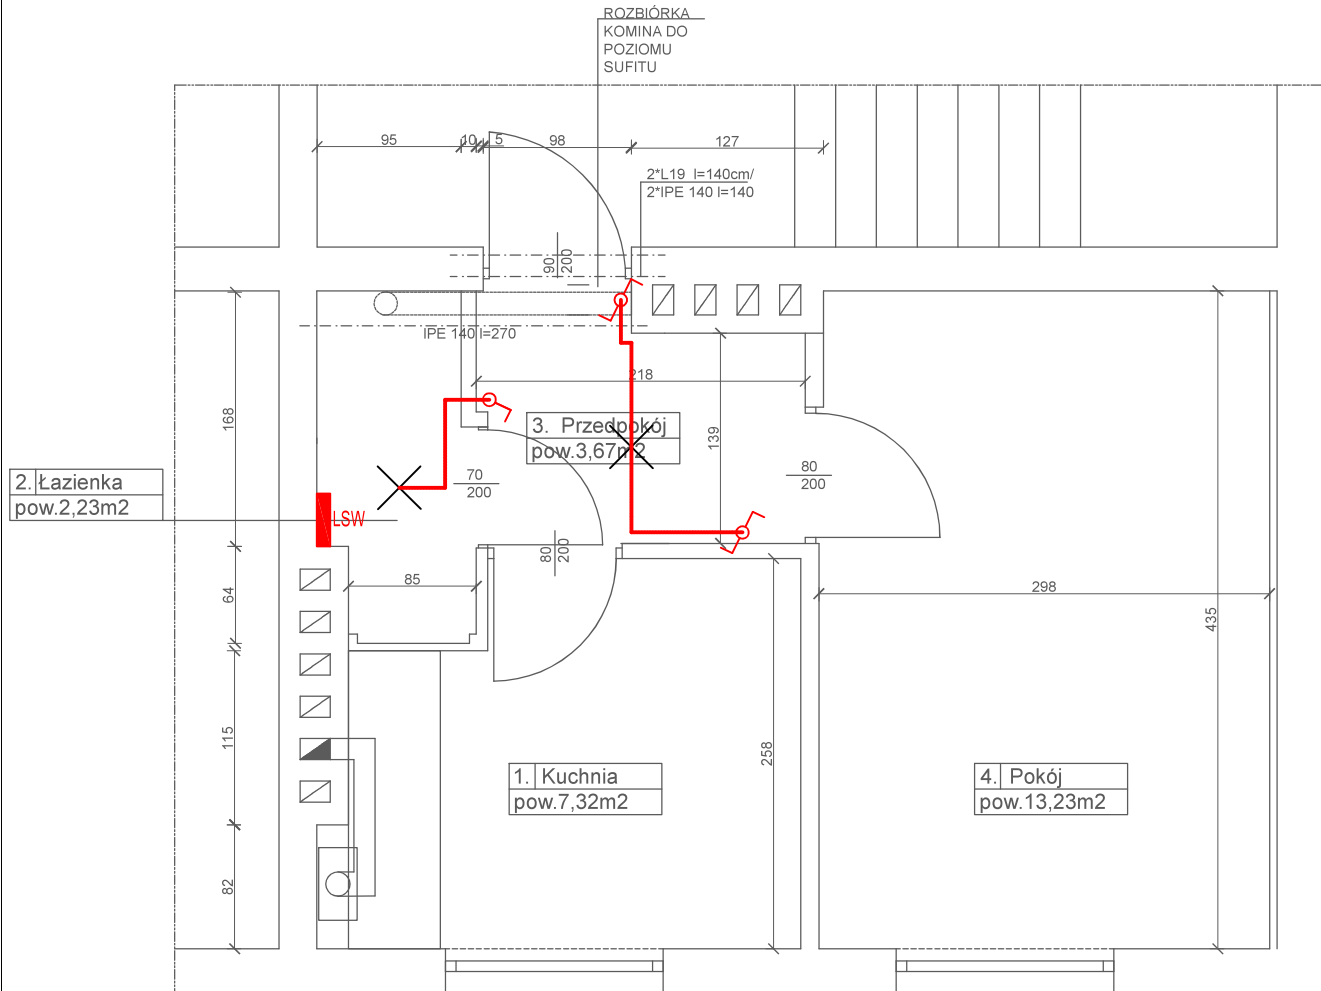 ROZBIÓRKA
KOMINA DO
POZIOMU
SUFITU
95
10
5
98
127
2*L19 l=140cm/
2*IPE 140 l=140
90
200
IPE 140 l=270
218
168
3. Przedpokój
pow.3,67m2
139
70
200
80
200
2. Łazienka
pow.2,23m2
LSW
80
200
85
64
298
435
115
258
1. Kuchnia
pow.7,32m2
4. Pokój
pow.13,23m2
82